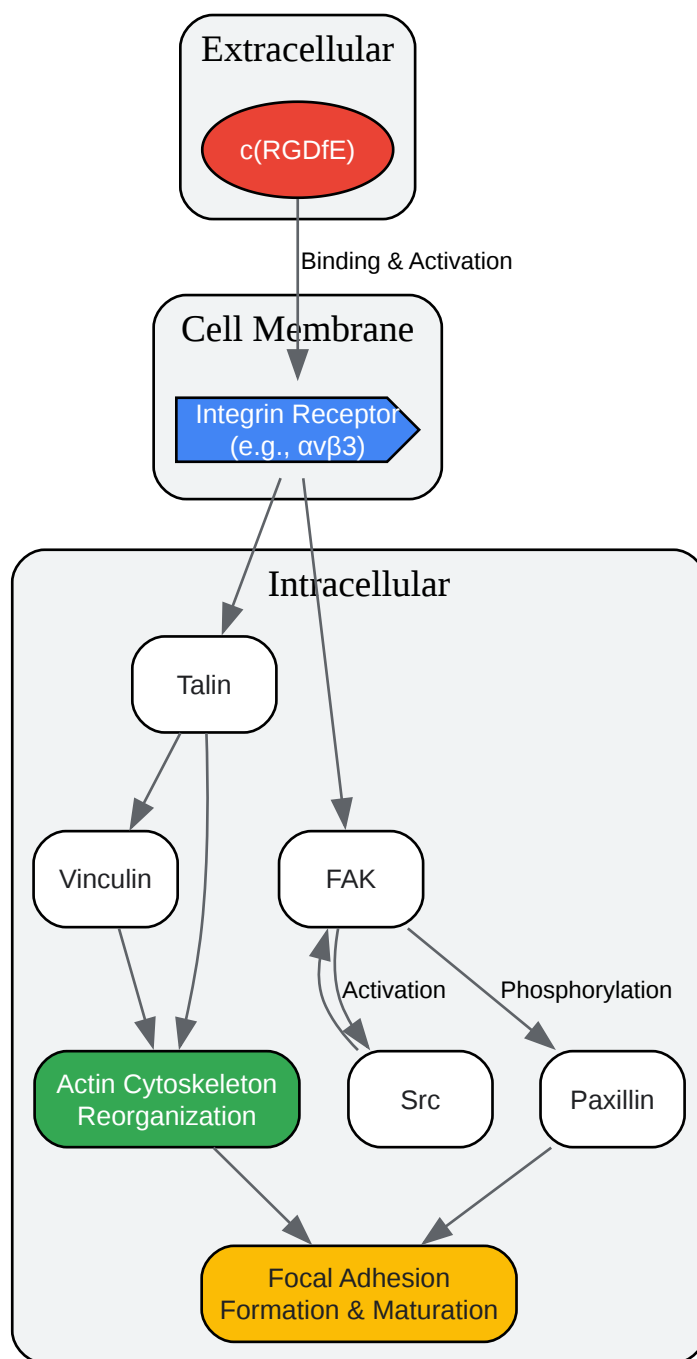 Extracellular
c(RGDfE)
Binding & Activation
Cell Membrane
Integrin Receptor
(e.g., αvβ3)
Intracellular
Talin
Vinculin
FAK
Activation
Phosphorylation
Actin Cytoskeleton
Reorganization
Src
Paxillin
Focal Adhesion
Formation & Maturation